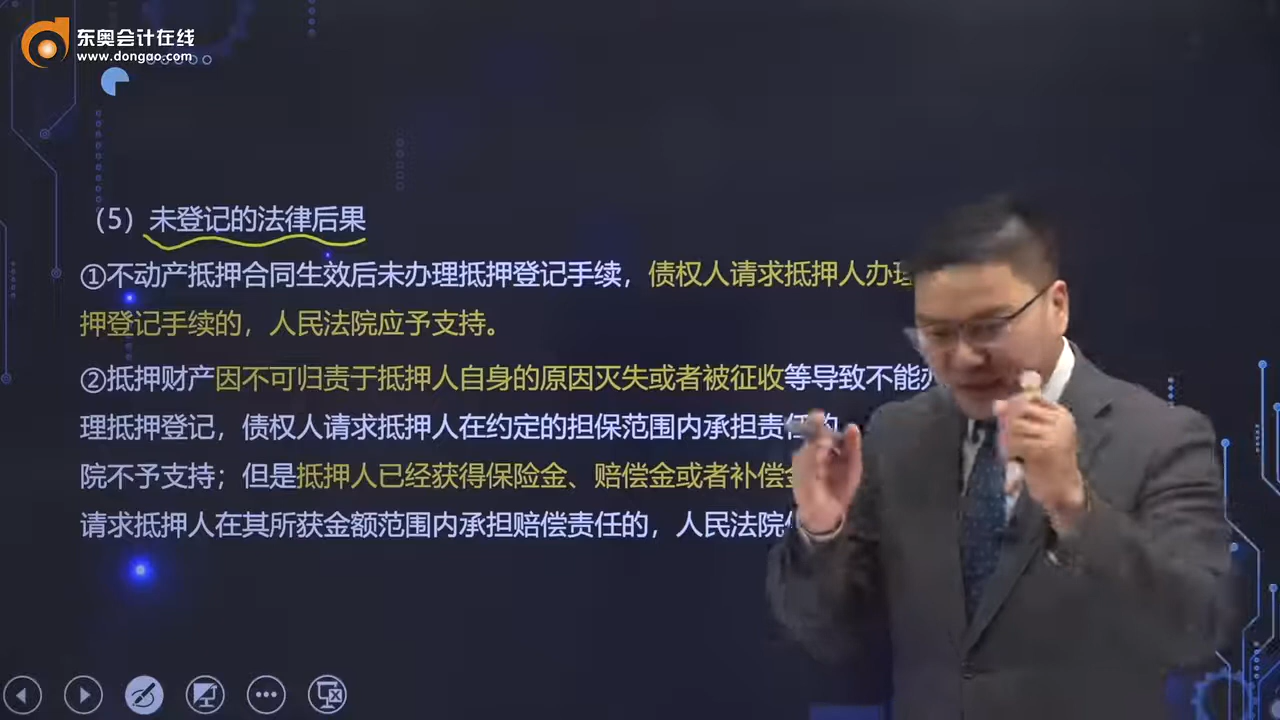 东奥会计在线
www.dongao.com
（5）未登记的法律后果
①不动产抵押合同生效后未办理抵押登记手续，债权人请求抵押人办理
押登记手续的，人民法院应予支持。
②抵押财产因不可归责于抵押人自身的原因灭失或者被征收等导致不能办
理抵押登记，债权人请求抵押人在约定的担保范围内承担责任的，
院不予支持；但是抵押人已经获得保险金、赔偿金或者补偿金
请求抵押人在其所获金额范围内承担赔偿责任的，人民法院